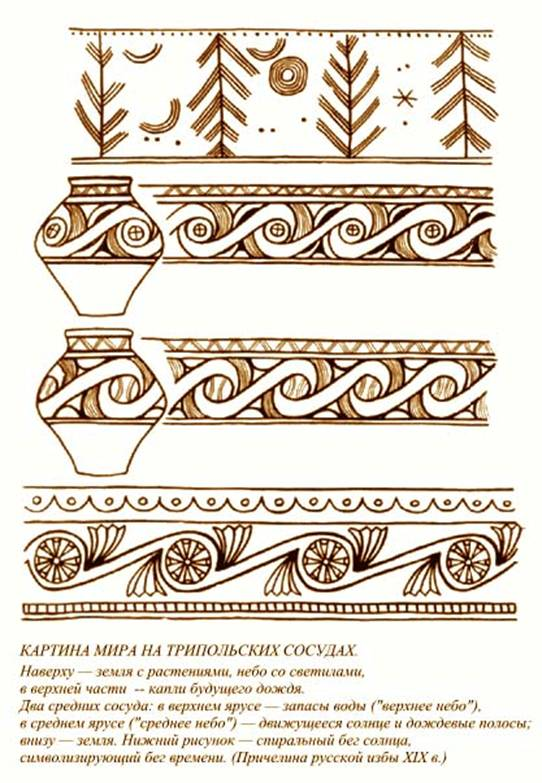 КАРТИНА МИРА НА ТРИПОЛЬСКИХ СОСУДАХ.
Наверху — земля с растениями, небо со светилами,
в верхней части -- капли будущего дождя.
Два средних сосуда: в верхнем ярусе — запасы воды ("верхнее небо"),
в среднем ярусе ("среднее небо") — движущееся солнце и дождевые полосы;
внизу — земля. Нижний рисунок — спиральный бег солнца,
символизирующий бег времени. (Причелина русской избы XIX в.)